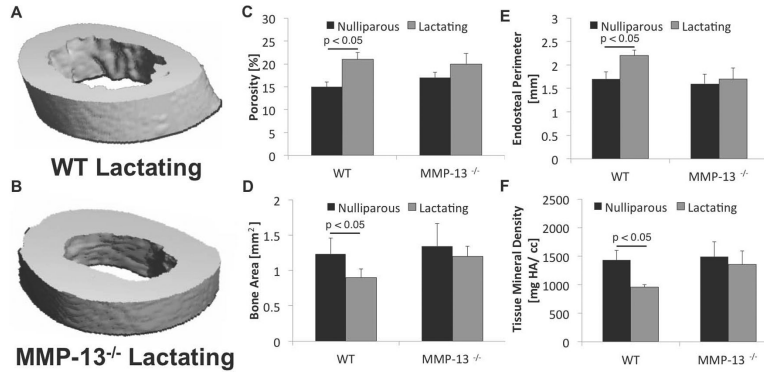 A
WT Lactating
B
MMP-13-/- Lactating
C
Nulliparous Lactating
p < 0.05
Porosity [%]
30
25
20
15
10
5
0
WT MMP-13 -/-
D
Nulliparous Lactating
p < 0.05
Bone Area [mm2]
2
1.5
1
0.5
0
WT MMP-13 -/-
E
Nulliparous Lactating
p < 0.05
Endosteal Perimeter
[mm]
3
2.5
2
1.5
1
0.5
0
WT MMP-13 -/-
F
Nulliparous Lactating
p < 0.05
Tissue Mineral Density
[mg HA/ cc]
2500
2000
1500
1000
500
0
WT MMP-13 -/-